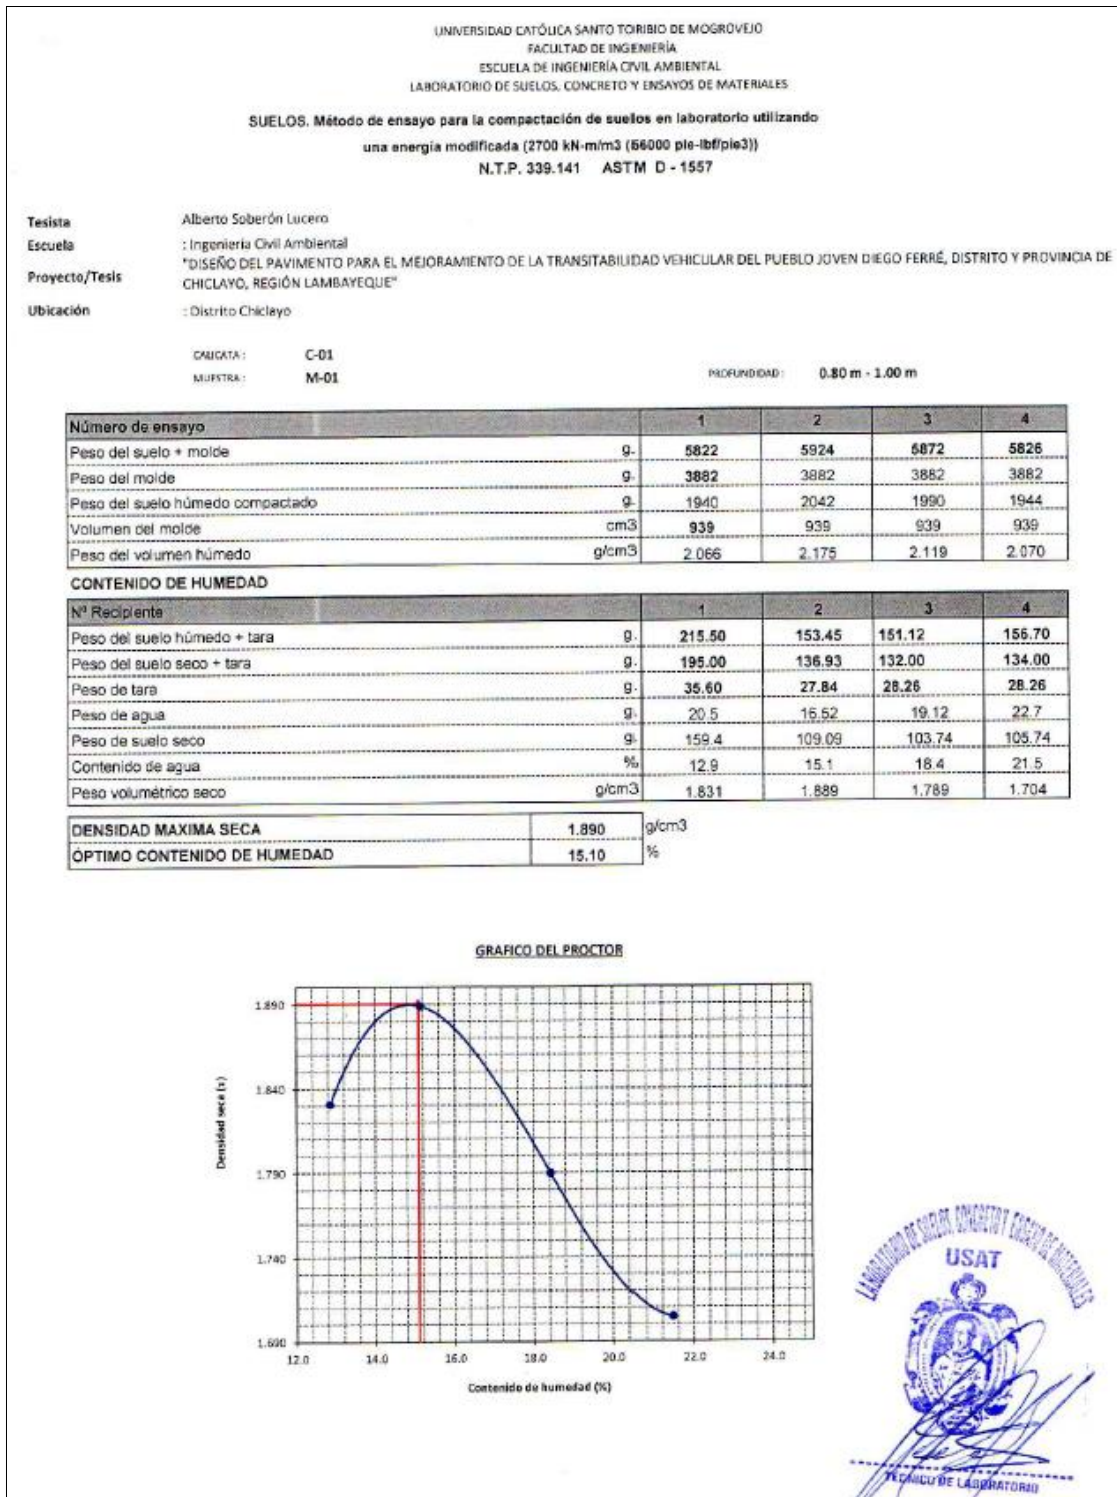 UNIVERSIDAD CATÓLICA SANTO TORIBIO DE MOGROVEJO
FACULTAD DE INGENIERÍA
ESCUELA DE INGENIERÍA CIVIL AMBIENTAL
LABORATORIO DE SUELOS, CONCRETO Y ENSAYOS DE MATERIALES
SUELOS. Método de ensayo para la compactación de suelos en laboratorio utilizando
una energía modificada (2700 kN-m/m3 (56000 pie-lbf/pie3))
N.T.P. 339.141 ASTM D - 1557
Tesista Alberto Soberón Lucero
Escuela : Ingeniería Civil Ambiental
Proyecto/Tesis "DISEÑO DEL PAVIMENTO PARA EL MEJORAMIENTO DE LA TRANSITABILIDAD VEHICULAR DEL PUEBLO JOVEN DIEGO FERRÉ, DISTRITO Y PROVINCIA DE
CHICLAYO, REGIÓN LAMBAYEQUE"
Ubicación : Distrito Chiclayo
CALICATA : C-01
MUESTRA : M-01 PROFUNDIDAD : 0.80 m - 1.00 m
Número de ensayo 1 2 3 4
Peso del suelo + molde g. 5822 5924 5872 5826
Peso del molde g. 3882 3882 3882 3882
Peso del suelo húmedo compactado g. 1940 2042 1990 1944
Volumen del molde cm3 939 939 939 939
Peso del volumen húmedo g/cm3 2.066 2.175 2.119 2.070
CONTENIDO DE HUMEDAD
Nº Recipiente 1 2 3 4
Peso del suelo húmedo + tara g. 215.50 153.45 151.12 156.70
Peso del suelo seco + tara g. 195.00 136.93 132.00 134.00
Peso de tara g. 35.60 27.84 28.26 28.26
Peso de agua g. 20.5 16.52 19.12 22.7
Peso de suelo seco g. 159.4 109.09 103.74 105.74
Contenido de agua % 12.9 15.1 18.4 21.5
Peso volumétrico seco g/cm3 1.831 1.889 1.789 1.704
DENSIDAD MAXIMA SECA 1.890 g/cm3
ÓPTIMO CONTENIDO DE HUMEDAD 15.10 %
GRAFICO DEL PROCTOR
Densidad seca (s)
1.890
1.840
1.790
1.740
1.690
12.0 14.0 16.0 18.0 20.0 22.0 24.0
Contenido de humedad (%)
LABORATORIO DE SUELOS, CONCRETO Y ENSAYO DE MATERIALES
USAT
TECNICO DE LABORATORIO